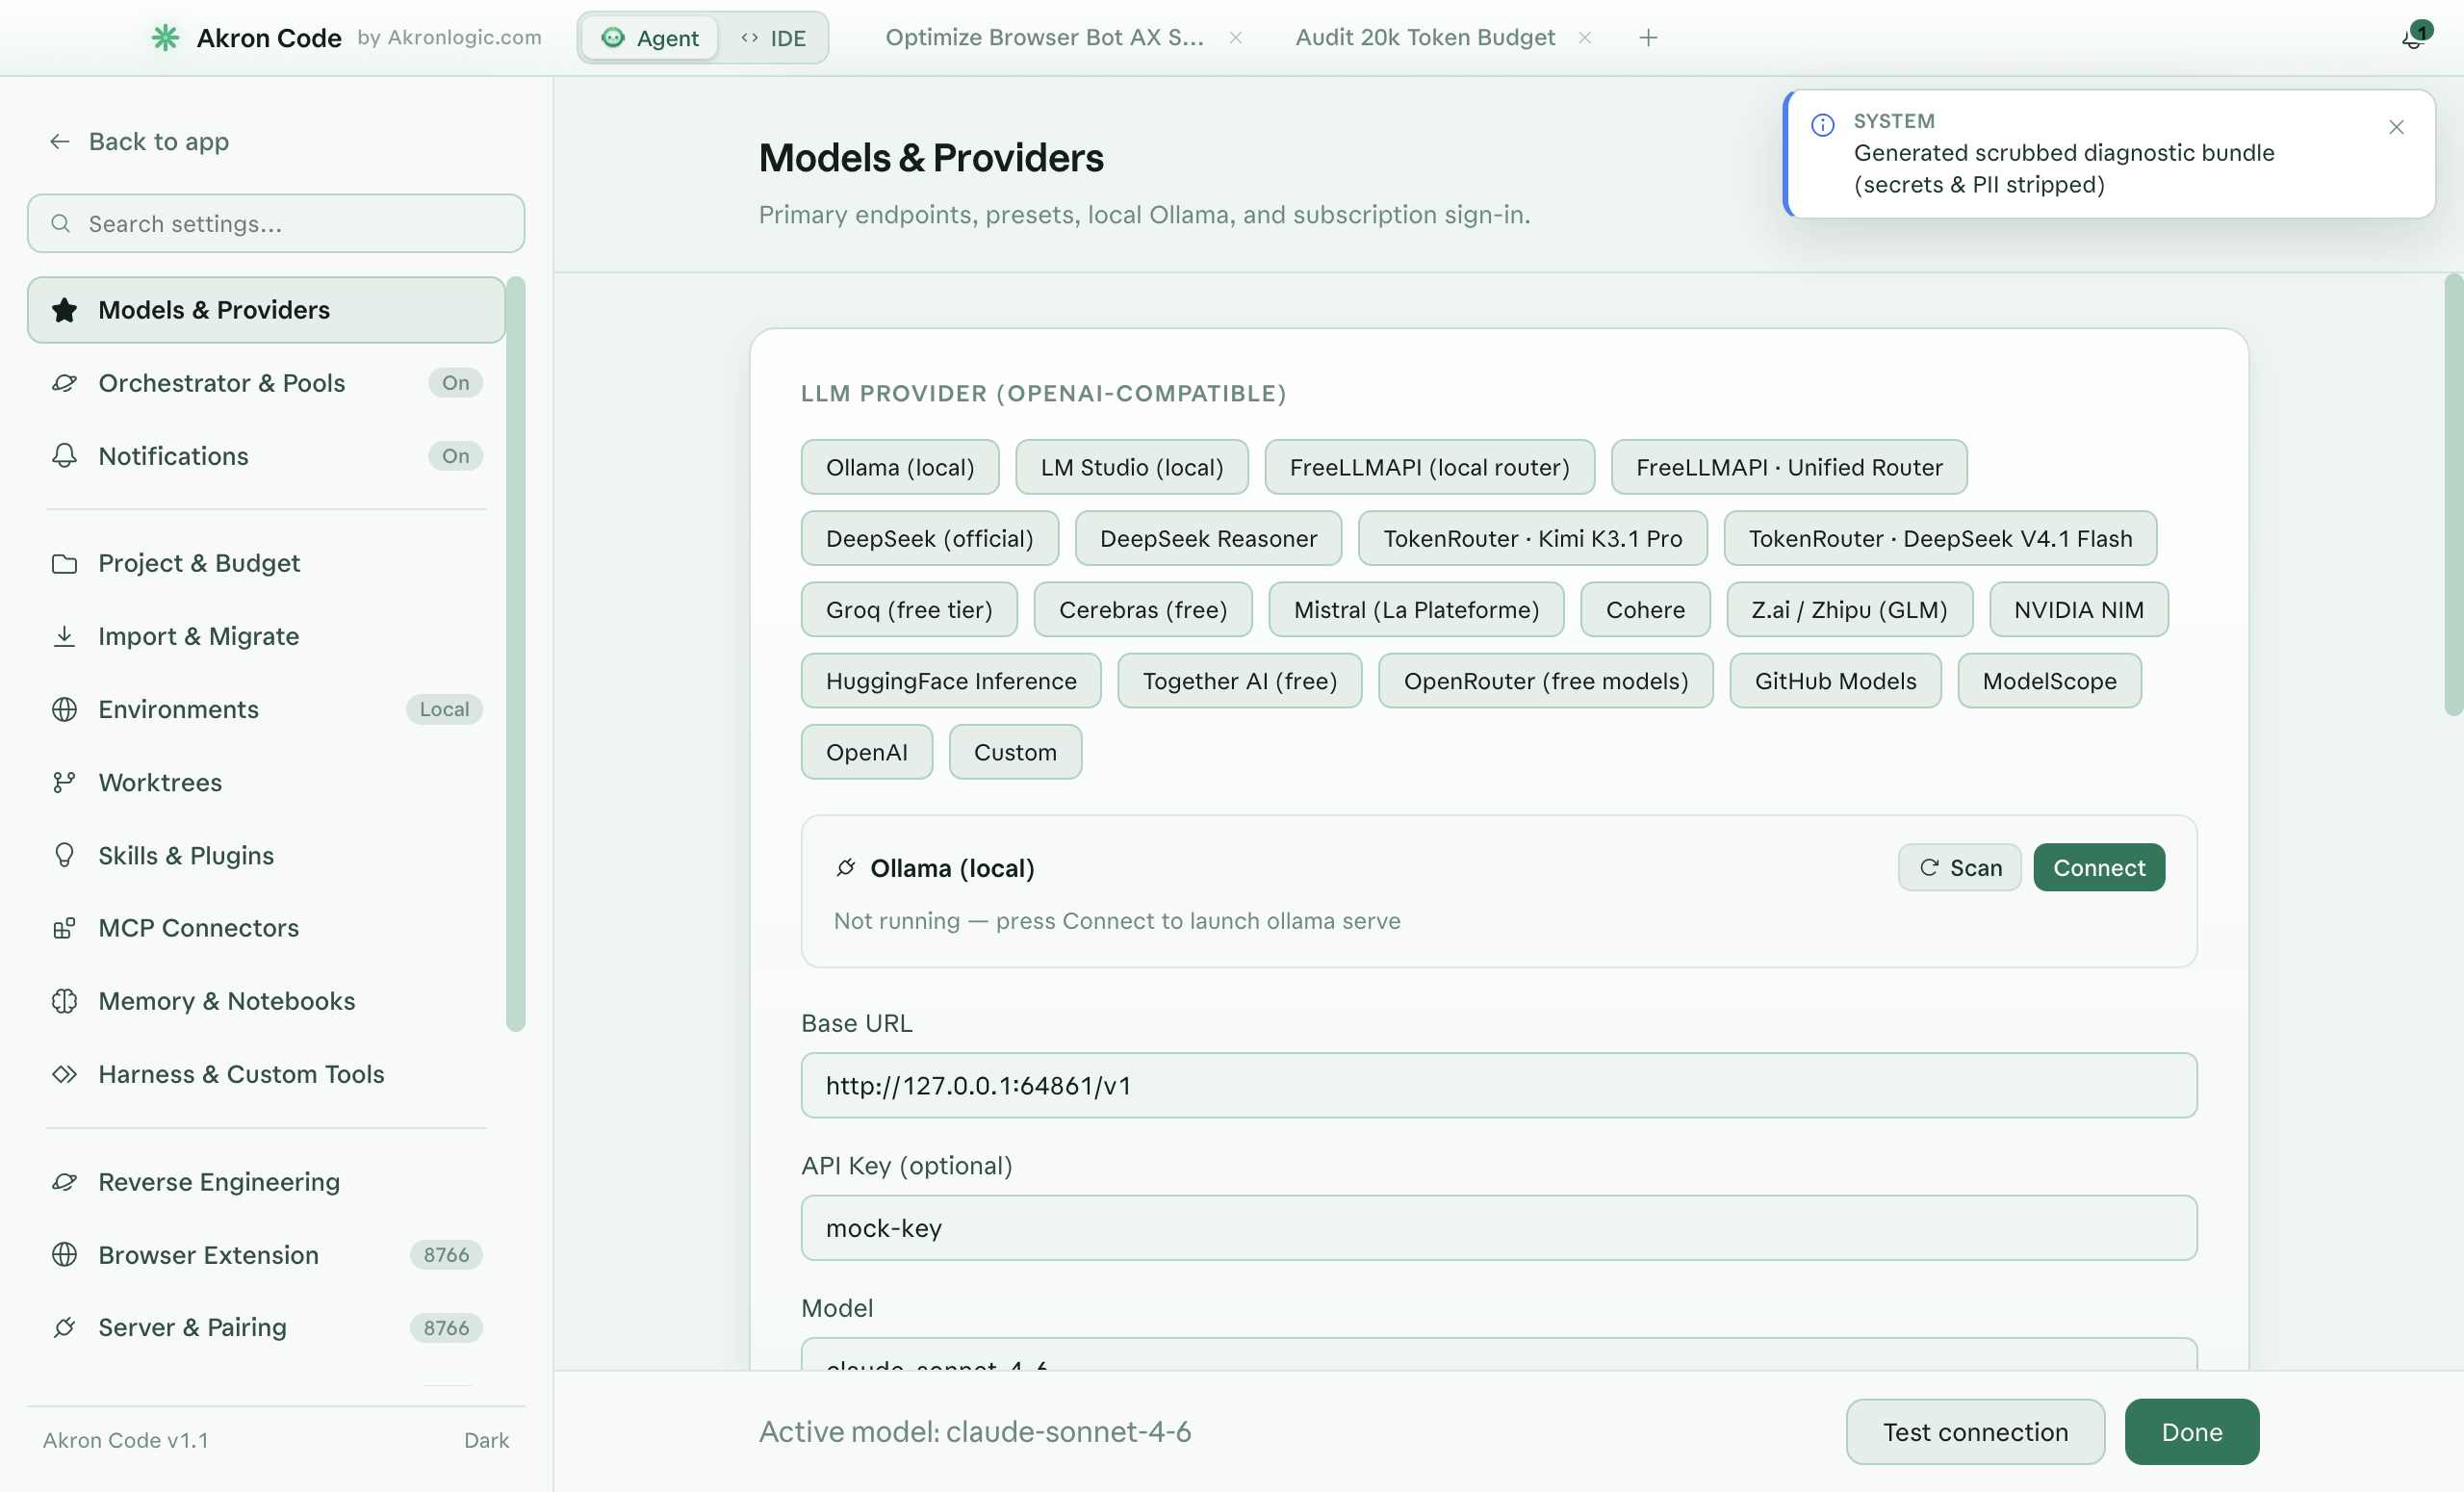 Akron Code by Akronlogic.com Agent IDE Optimize Browser Bot AX S... Audit 20k Token Budget 1
Back to app
Search settings...
Models & Providers
Orchestrator & Pools On
Notifications On
Project & Budget
Import & Migrate
Environments Local
Worktrees
Skills & Plugins
MCP Connectors
Memory & Notebooks
Harness & Custom Tools
Reverse Engineering
Browser Extension 8766
Server & Pairing 8766
Akron Code v1.1 Dark
Models & Providers
Primary endpoints, presets, local Ollama, and subscription sign-in.
SYSTEM
Generated scrubbed diagnostic bundle
(secrets & PII stripped)
LLM PROVIDER (OPENAI-COMPATIBLE)
Ollama (local) LM Studio (local) FreeLLMAPI (local router) FreeLLMAPI · Unified Router
DeepSeek (official) DeepSeek Reasoner TokenRouter · Kimi K3.1 Pro TokenRouter · DeepSeek V4.1 Flash
Groq (free tier) Cerebras (free) Mistral (La Plateforme) Cohere Z.ai / Zhipu (GLM) NVIDIA NIM
HuggingFace Inference Together AI (free) OpenRouter (free models) GitHub Models ModelScope
OpenAI Custom
Ollama (local) Scan Connect
Not running — press Connect to launch ollama serve
Base URL
http://127.0.0.1:64861/v1
API Key (optional)
mock-key
Model
claude-sonnet-4-6
Active model: claude-sonnet-4-6 Test connection Done